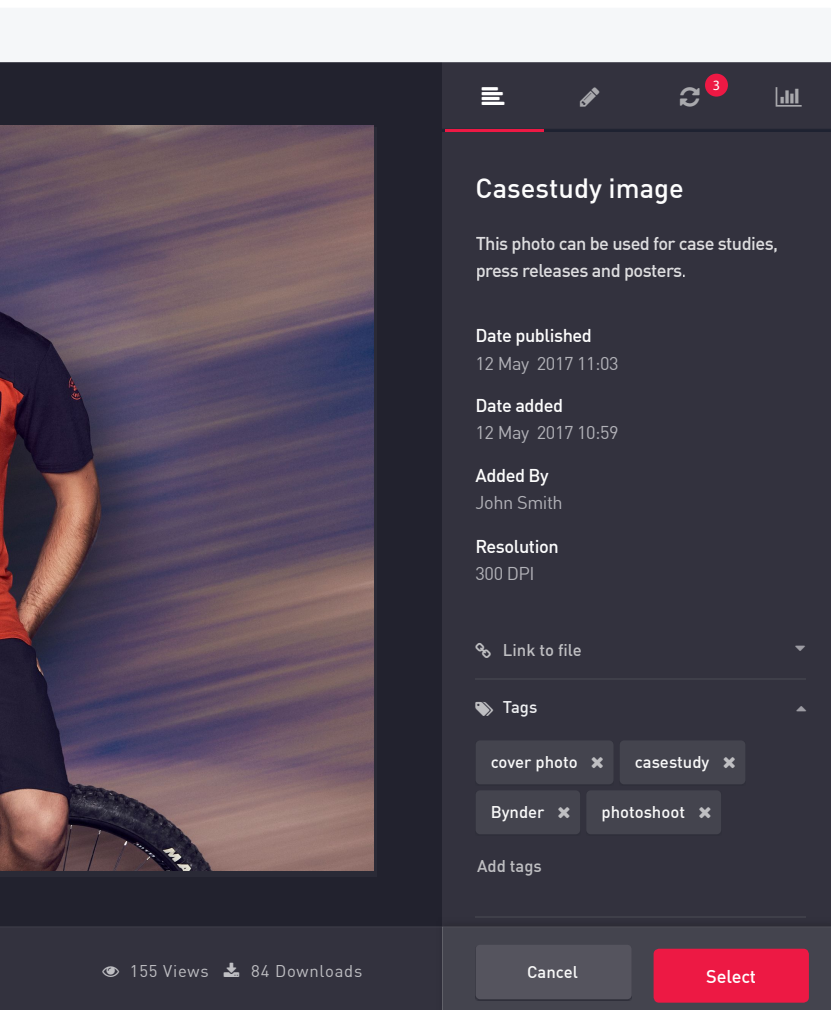 3
Casestudy image
This photo can be used for case studies,
press releases and posters.
Date published
12 May 2017 11:03
Date added
12 May 2017 10:59
Added By
John Smith
Resolution
300 DPI
Link to file
Tags
cover photo
casestudy
Bynder
photoshoot
Add tags
155 Views
84 Downloads
Cancel
Select